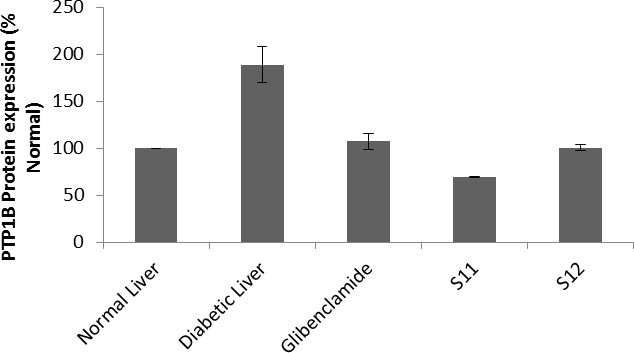 PTP1B Protein expression (%
Normal)
250
200
150
100
50
0
Normal Liver
Diabetic Liver
Glibenclamide
S11
S12